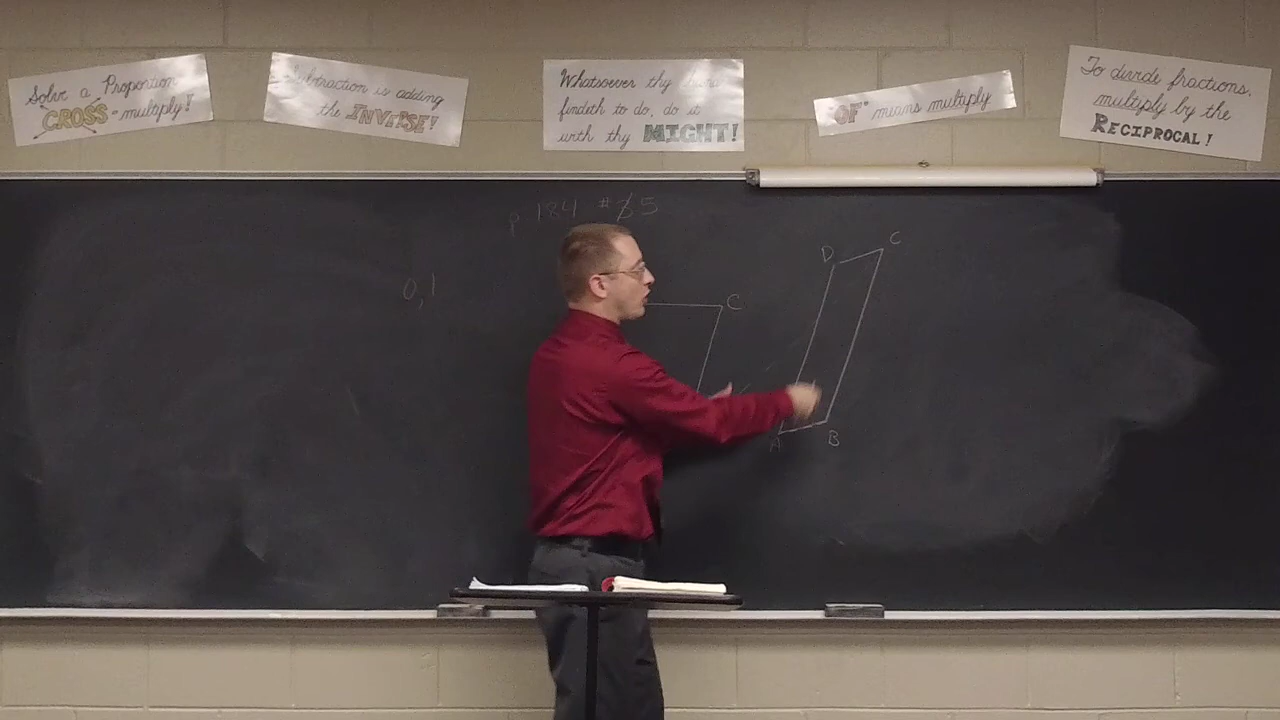 Solve a Proportion
CROSS-multiply!
Subtraction is adding
the INVERSE!
Whatsoever thy hand
findeth to do, do it
with thy MIGHT!
"OF" means multiply
To divide fractions,
multiply by the
RECIPROCAL!
p 184 # 5
0,1
C
D
C
A
B